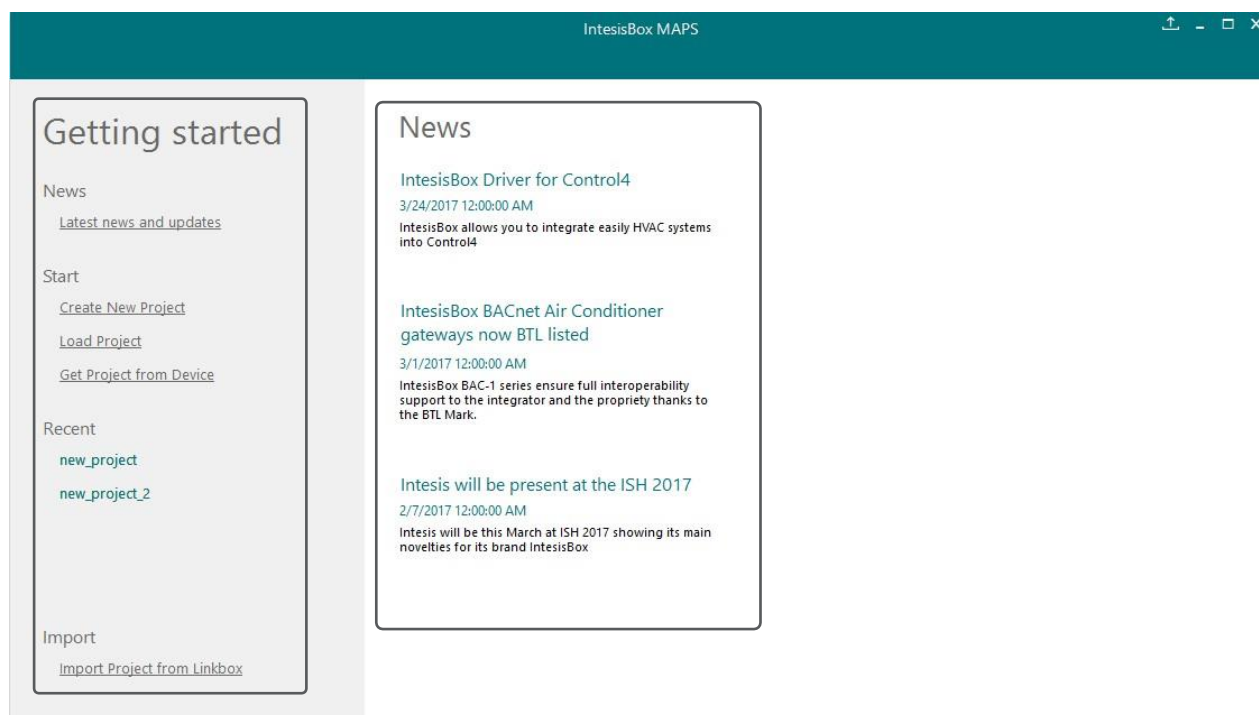 IntesisBox MAPS
Getting started
News
Latest news and updates
Start
Create New Project
Load Project
Get Project from Device
Recent
new_project
new_project_2
Import
Import Project from Linkbox
News
IntesisBox Driver for Control4
3/24/2017 12:00:00 AM
IntesisBox allows you to integrate easily HVAC systems
into Control4
IntesisBox BACnet Air Conditioner
gateways now BTL listed
3/1/2017 12:00:00 AM
IntesisBox BAC-1 series ensure full interoperability
support to the integrator and the propriety thanks to
the BTL Mark.
Intesis will be present at the ISH 2017
2/7/2017 12:00:00 AM
Intesis will be this March at ISH 2017 showing its main
novelties for its brand IntesisBox